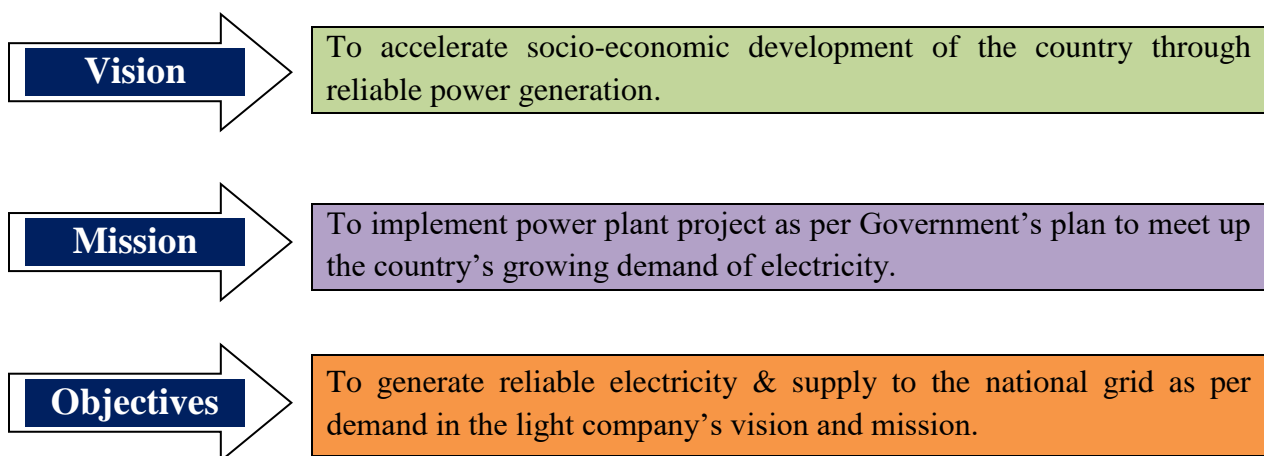 Vision
To accelerate socio-economic development of the country through
reliable power generation.
Mission
To implement power plant project as per Government’s plan to meet up
the country’s growing demand of electricity.
Objectives
To generate reliable electricity & supply to the national grid as per
demand in the light company’s vision and mission.